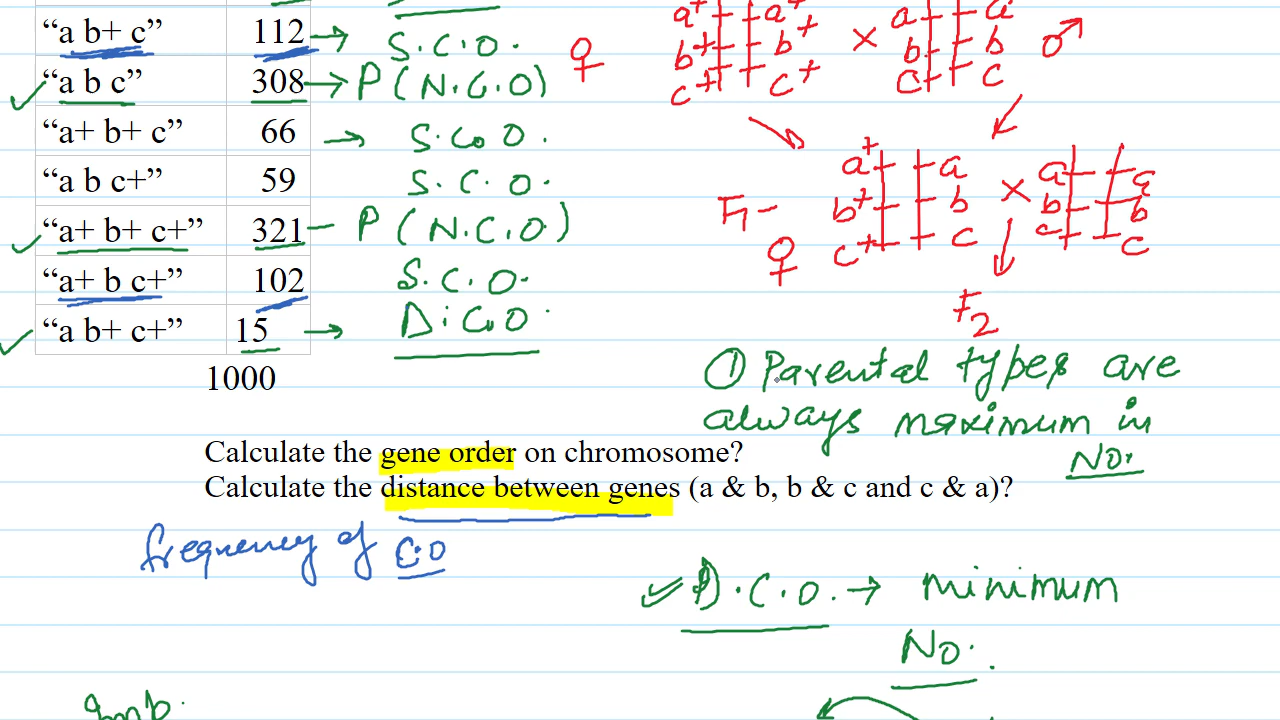 "a b+ c" 112 → S.C.O.
"a b c" 308 → P (N.C.O)
"a+ b+ c" 66 → S.CO O.
"a b c+" 59 S.C.O.
"a+ b+ c+" 321 – P (N.C.O.)
"a+ b c+" 102 S.C.O.
"a b+ c+" 15 → D.C.O.
1000
a+ a+ × a a
♀ b+ b+ b b ♂
c+ c+ c c
a+ a × a a
F1 – b+ b b b
♀ c+ c c c
F2
① Parental types are
always maximum in
No.
Calculate the gene order on chromosome?
Calculate the distance between genes (a & b, b & c and c & a)?
frequency of C.O
D.C.O. → minimum
No.